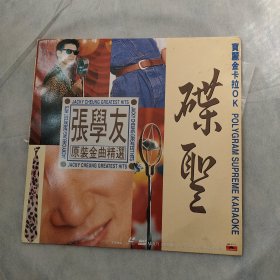 寶麗金卡拉OK POLYGRAM SUPREME KARAOKE
碟聖
JACKY CHEUNG GREATEST HITS
張學友
原裝金曲精選
JACKY CHEUNG GREATEST HITS